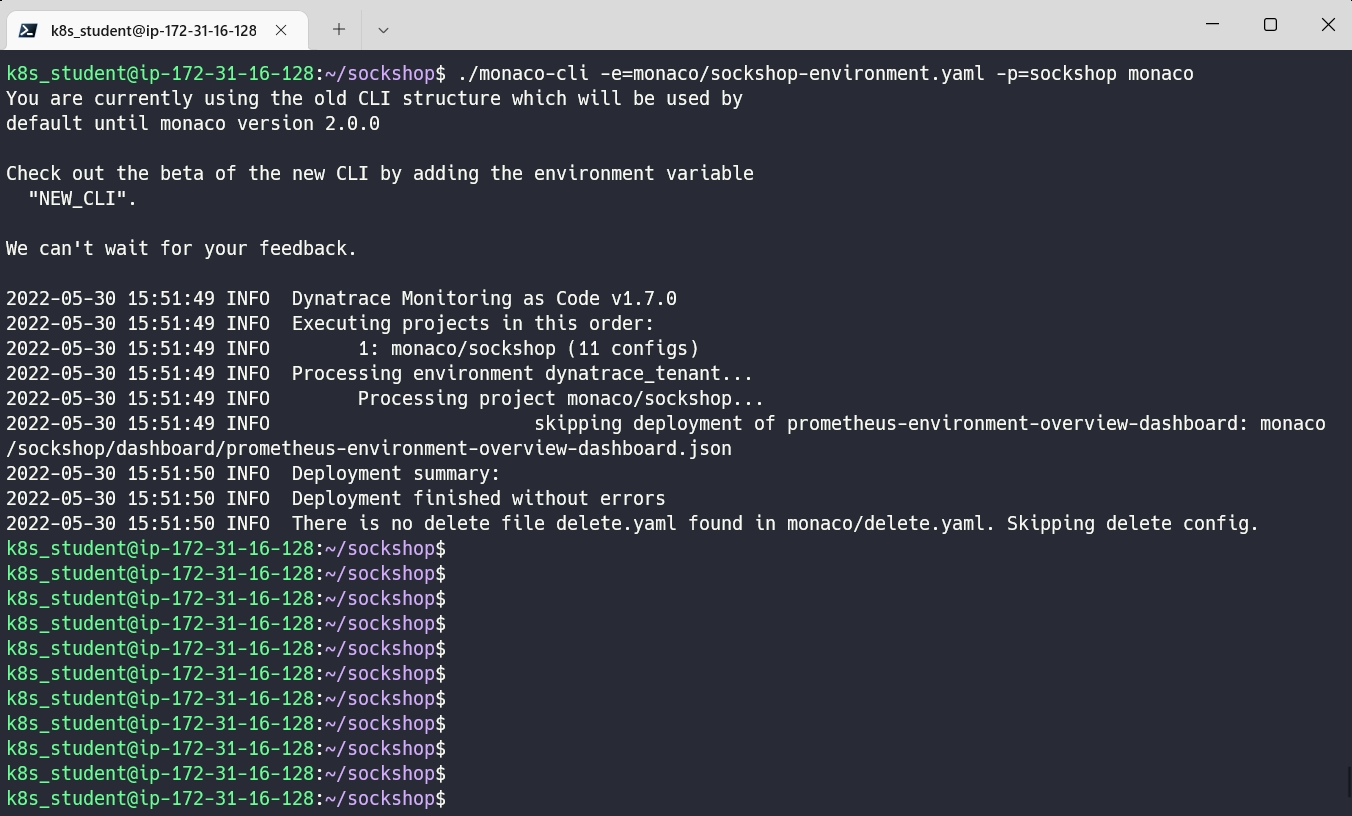 k8s_student@ip-172-31-16-128
k8s_student@ip-172-31-16-128:~/sockshop$ ./monaco-cli -e=monaco/sockshop-environment.yaml -p=sockshop monaco
You are currently using the old CLI structure which will be used by
default until monaco version 2.0.0
Check out the beta of the new CLI by adding the environment variable
"NEW_CLI".
We can't wait for your feedback.
2022-05-30 15:51:49 INFO  Dynatrace Monitoring as Code v1.7.0
2022-05-30 15:51:49 INFO  Executing projects in this order:
2022-05-30 15:51:49 INFO        1: monaco/sockshop (11 configs)
2022-05-30 15:51:49 INFO  Processing environment dynatrace_tenant...
2022-05-30 15:51:49 INFO        Processing project monaco/sockshop...
2022-05-30 15:51:49 INFO                        skipping deployment of prometheus-environment-overview-dashboard: monaco
/sockshop/dashboard/prometheus-environment-overview-dashboard.json
2022-05-30 15:51:50 INFO  Deployment summary:
2022-05-30 15:51:50 INFO  Deployment finished without errors
2022-05-30 15:51:50 INFO  There is no delete file delete.yaml found in monaco/delete.yaml. Skipping delete config.
k8s_student@ip-172-31-16-128:~/sockshop$
k8s_student@ip-172-31-16-128:~/sockshop$
k8s_student@ip-172-31-16-128:~/sockshop$
k8s_student@ip-172-31-16-128:~/sockshop$
k8s_student@ip-172-31-16-128:~/sockshop$
k8s_student@ip-172-31-16-128:~/sockshop$
k8s_student@ip-172-31-16-128:~/sockshop$
k8s_student@ip-172-31-16-128:~/sockshop$
k8s_student@ip-172-31-16-128:~/sockshop$
k8s_student@ip-172-31-16-128:~/sockshop$
k8s_student@ip-172-31-16-128:~/sockshop$